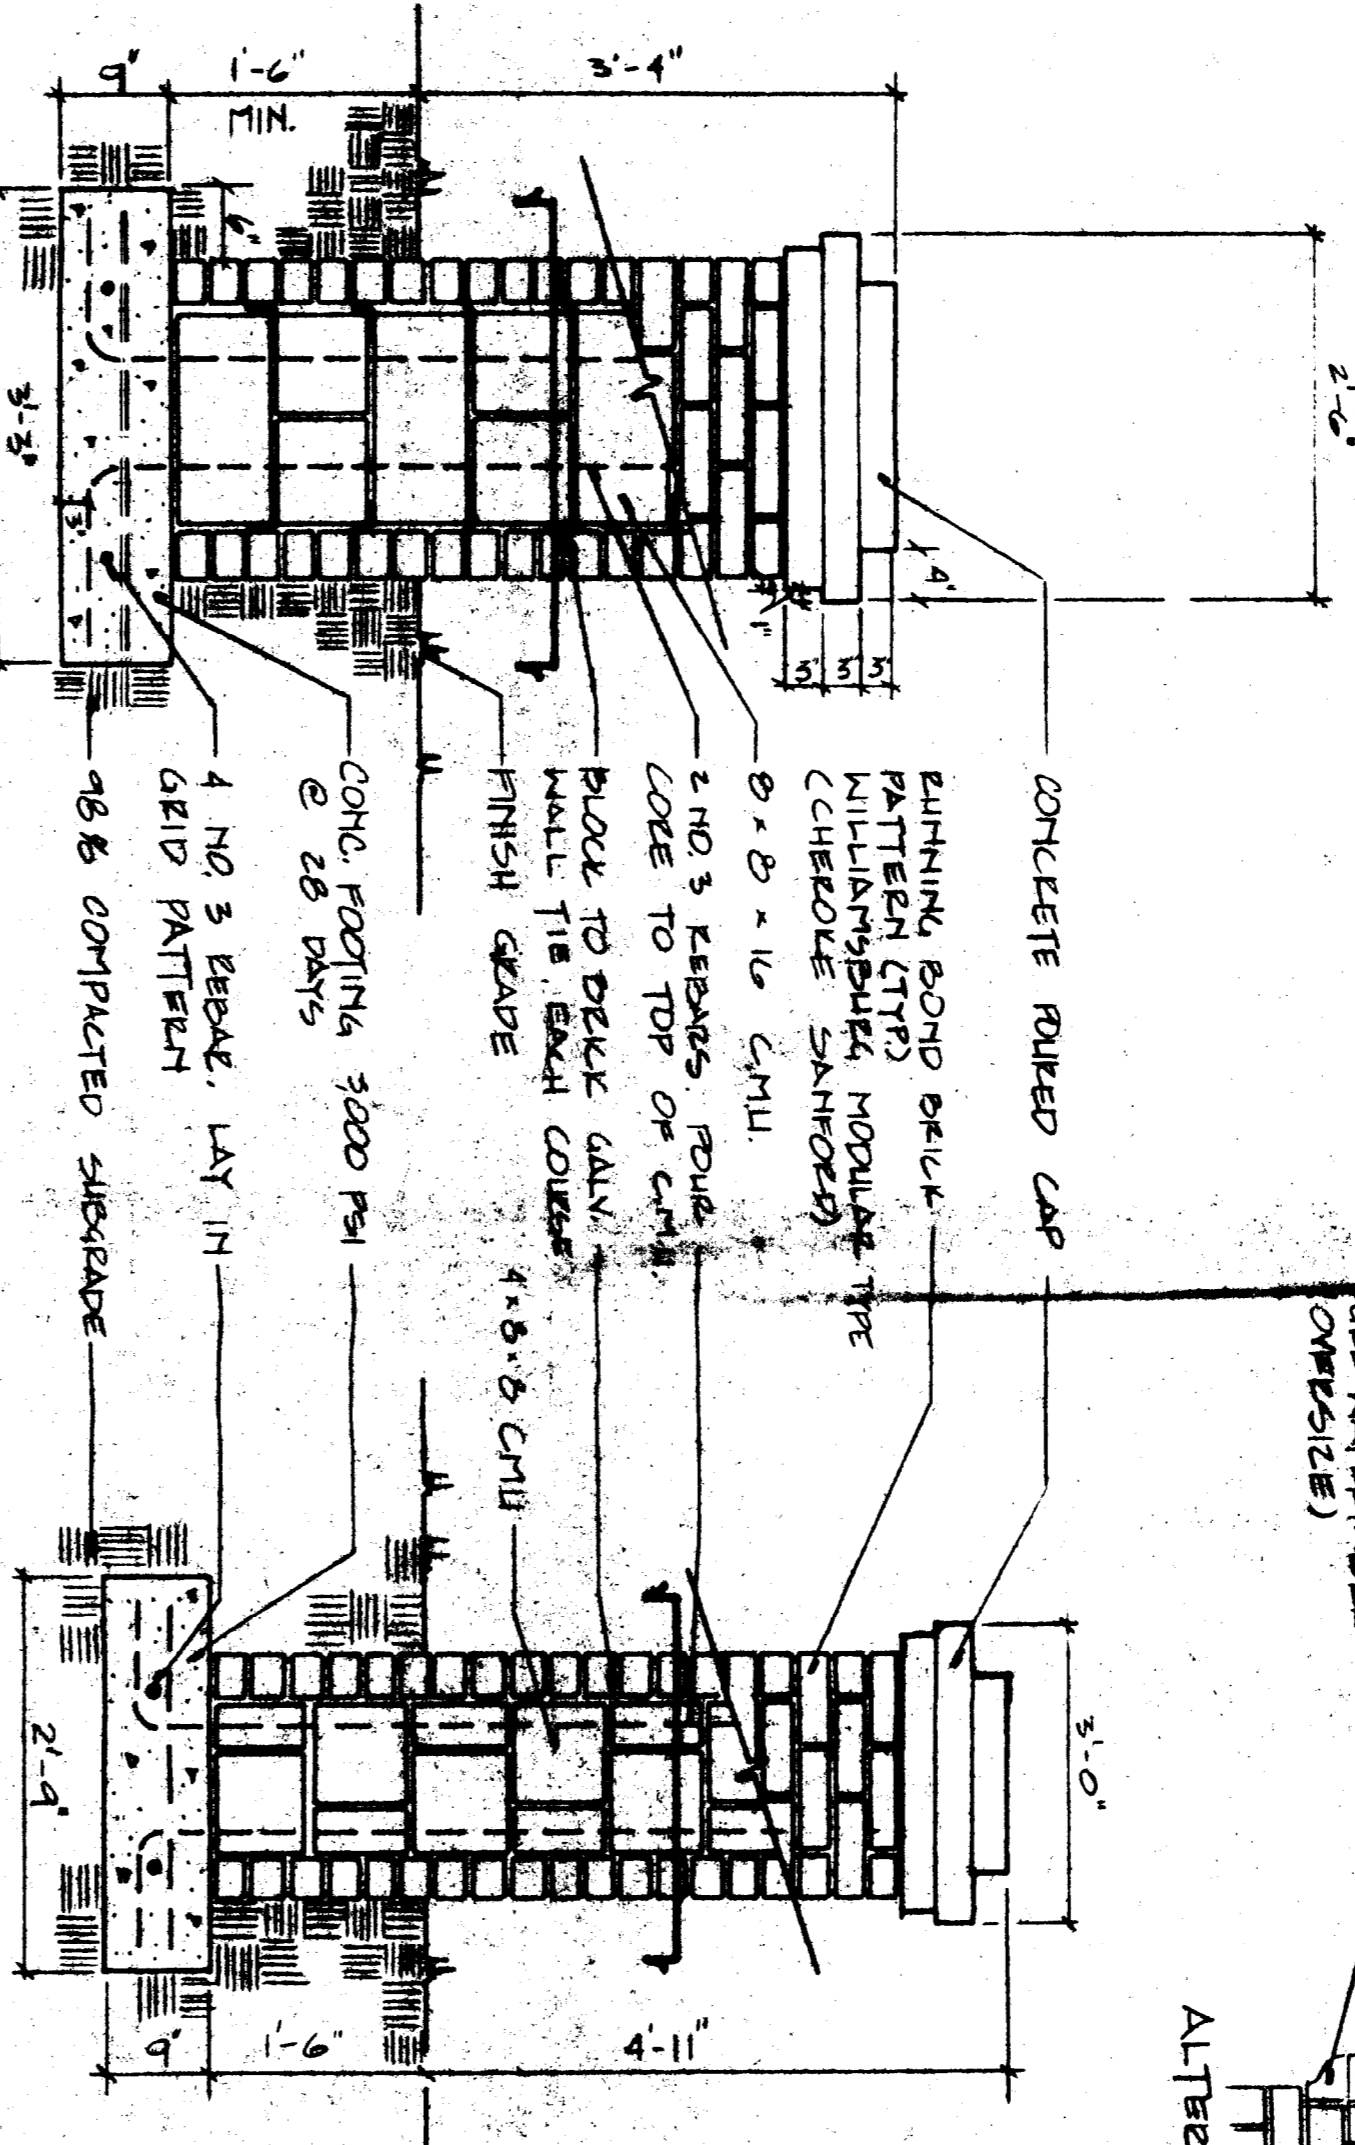 2'-6"
3'-4"
1'-6"
MIN.
9"
6"
3'-3"
3"
4"
1"
3"
3"
3"
CONCRETE POURED CAP
RUNNING BOND BRICK
PATTERN (TYP.)
WILLIAMSBURG MODULAR TYPE
(CHEROKE SANFORD)
8 x 8 x 16 C.M.U.
2 NO. 3 REBARS. POUR
CORE TO TOP OF C.M.U.
BLOCK TO BRICK GALV.
WALL TIE, EACH COURSE
FINISH GRADE
CONC. FOOTING 3,000 PSI
@ 28 DAYS
4 NO. 3 REBAR. LAY IN
GRID PATTERN
98% COMPACTED SUBGRADE
4 x 8 x 8 CMU
OVERSIZE)
3'-0"
4'-11"
1'-6"
9"
2'-9"
ALTER